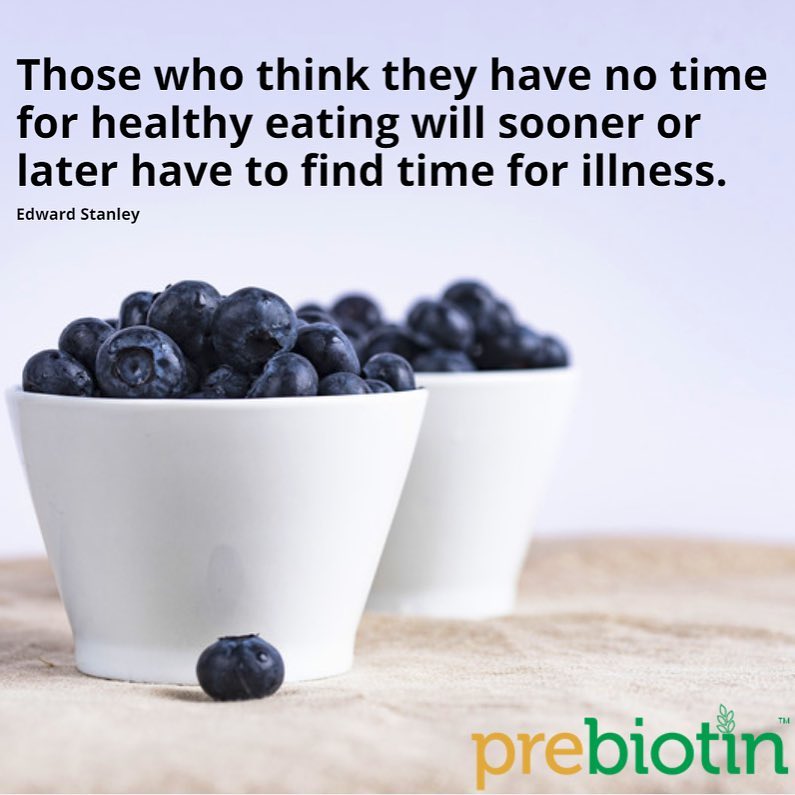 Those who think they have no time
for healthy eating will sooner or
later have to find time for illness.
Edward Stanley
prebiotin™